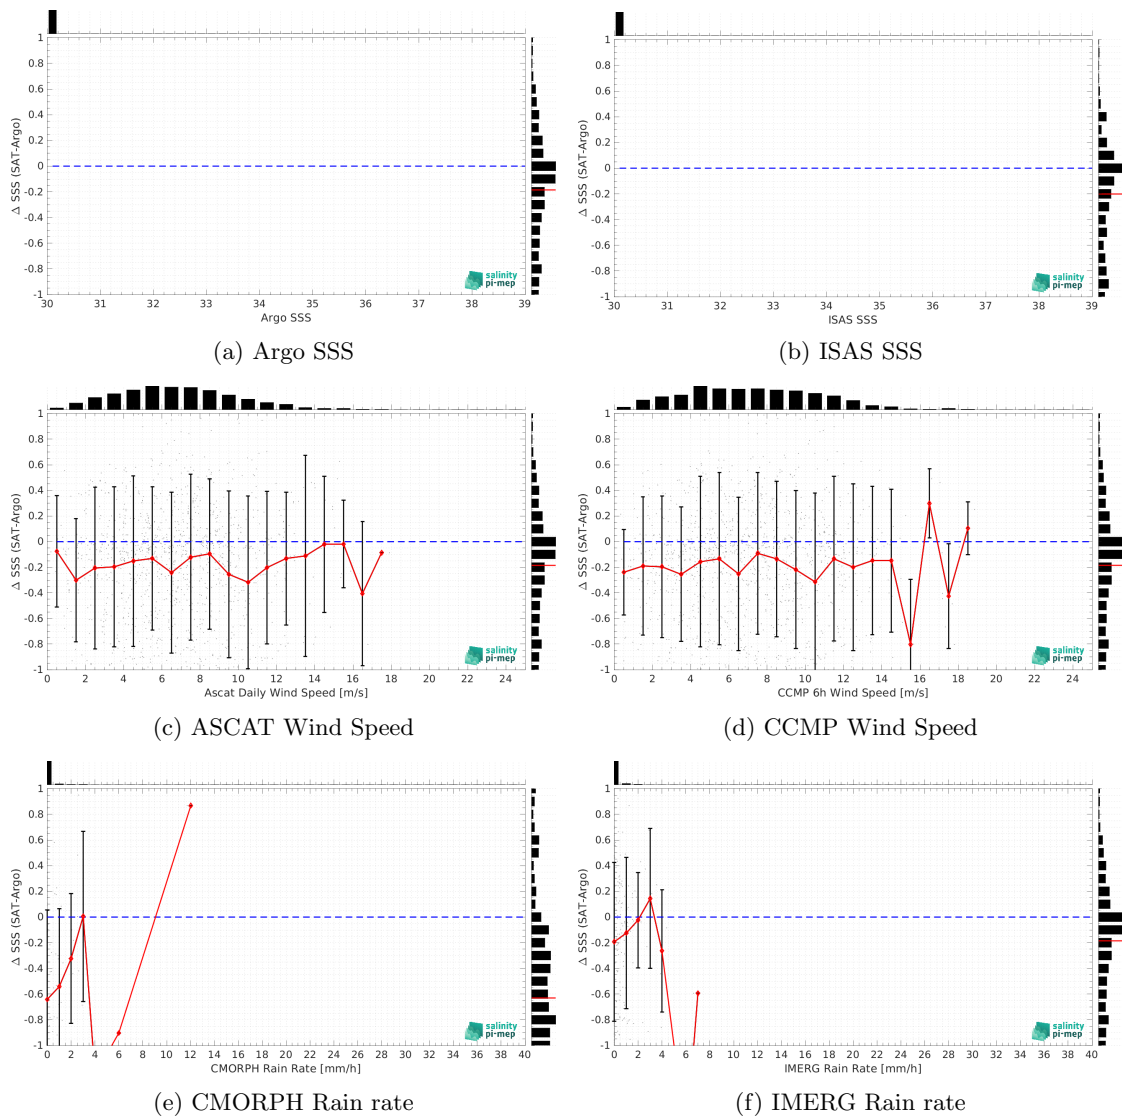 1
0.8
0.6
0.4
0.2
0
-0.2
-0.4
-0.6
-0.8
-1
Δ SSS (SAT-Argo)
salinity
pi-mep
30 31 32 33 34 35 36 37 38 39
Argo SSS
(a) Argo SSS
1
0.8
0.6
0.4
0.2
0
-0.2
-0.4
-0.6
-0.8
-1
Δ SSS (SAT-Argo)
salinity
pi-mep
30 31 32 33 34 35 36 37 38 39
ISAS SSS
(b) ISAS SSS
1
0.8
0.6
0.4
0.2
0
-0.2
-0.4
-0.6
-0.8
-1
Δ SSS (SAT-Argo)
salinity
pi-mep
0 2 4 6 8 10 12 14 16 18 20 22 24
Ascat Daily Wind Speed [m/s]
(c) ASCAT Wind Speed
1
0.8
0.6
0.4
0.2
0
-0.2
-0.4
-0.6
-0.8
-1
Δ SSS (SAT-Argo)
salinity
pi-mep
0 2 4 6 8 10 12 14 16 18 20 22 24
CCMP 6h Wind Speed [m/s]
(d) CCMP Wind Speed
1
0.8
0.6
0.4
0.2
0
-0.2
-0.4
-0.6
-0.8
-1
Δ SSS (SAT-Argo)
salinity
pi-mep
0 2 4 6 8 10 12 14 16 18 20 22 24 26 28 30 32 34 36 38 40
CMORPH Rain Rate [mm/h]
(e) CMORPH Rain rate
1
0.8
0.6
0.4
0.2
0
-0.2
-0.4
-0.6
-0.8
-1
Δ SSS (SAT-Argo)
salinity
pi-mep
0 2 4 6 8 10 12 14 16 18 20 22 24 26 28 30 32 34 36 38 40
IMERG Rain Rate [mm/h]
(f) IMERG Rain rate